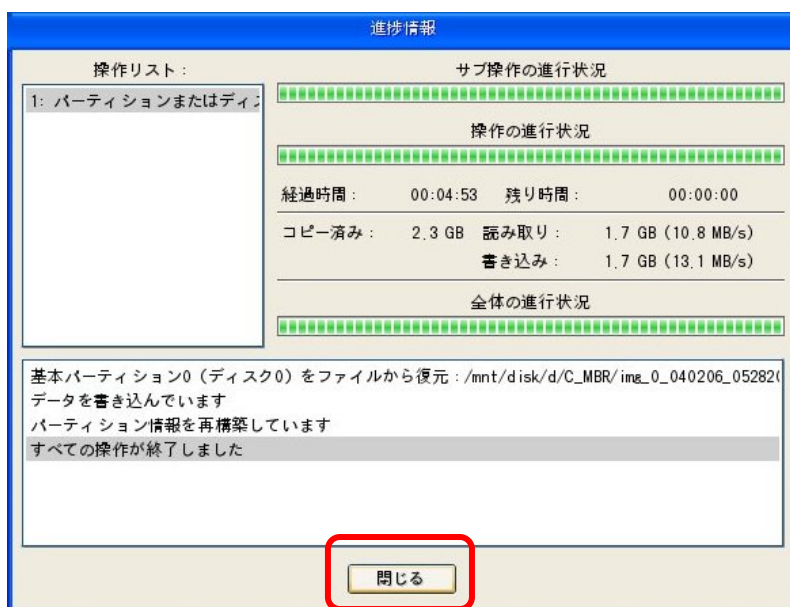 進捗情報
操作リスト：
1: パーティションまたはディス
サブ操作の進行状況
操作の進行状況
経過時間： 00:04:53 残り時間： 00:00:00
コピー済み： 2.3 GB 読み取り： 1.7 GB (10.8 MB/s)
書き込み： 1.7 GB (13.1 MB/s)
全体の進行状況
基本パーティション0（ディスク0）をファイルから復元：/mnt/disk/d/C_MBR/img_0_040206_05282(
データを書き込んでいます
パーティション情報を再構築しています
すべての操作が終了しました
閉じる